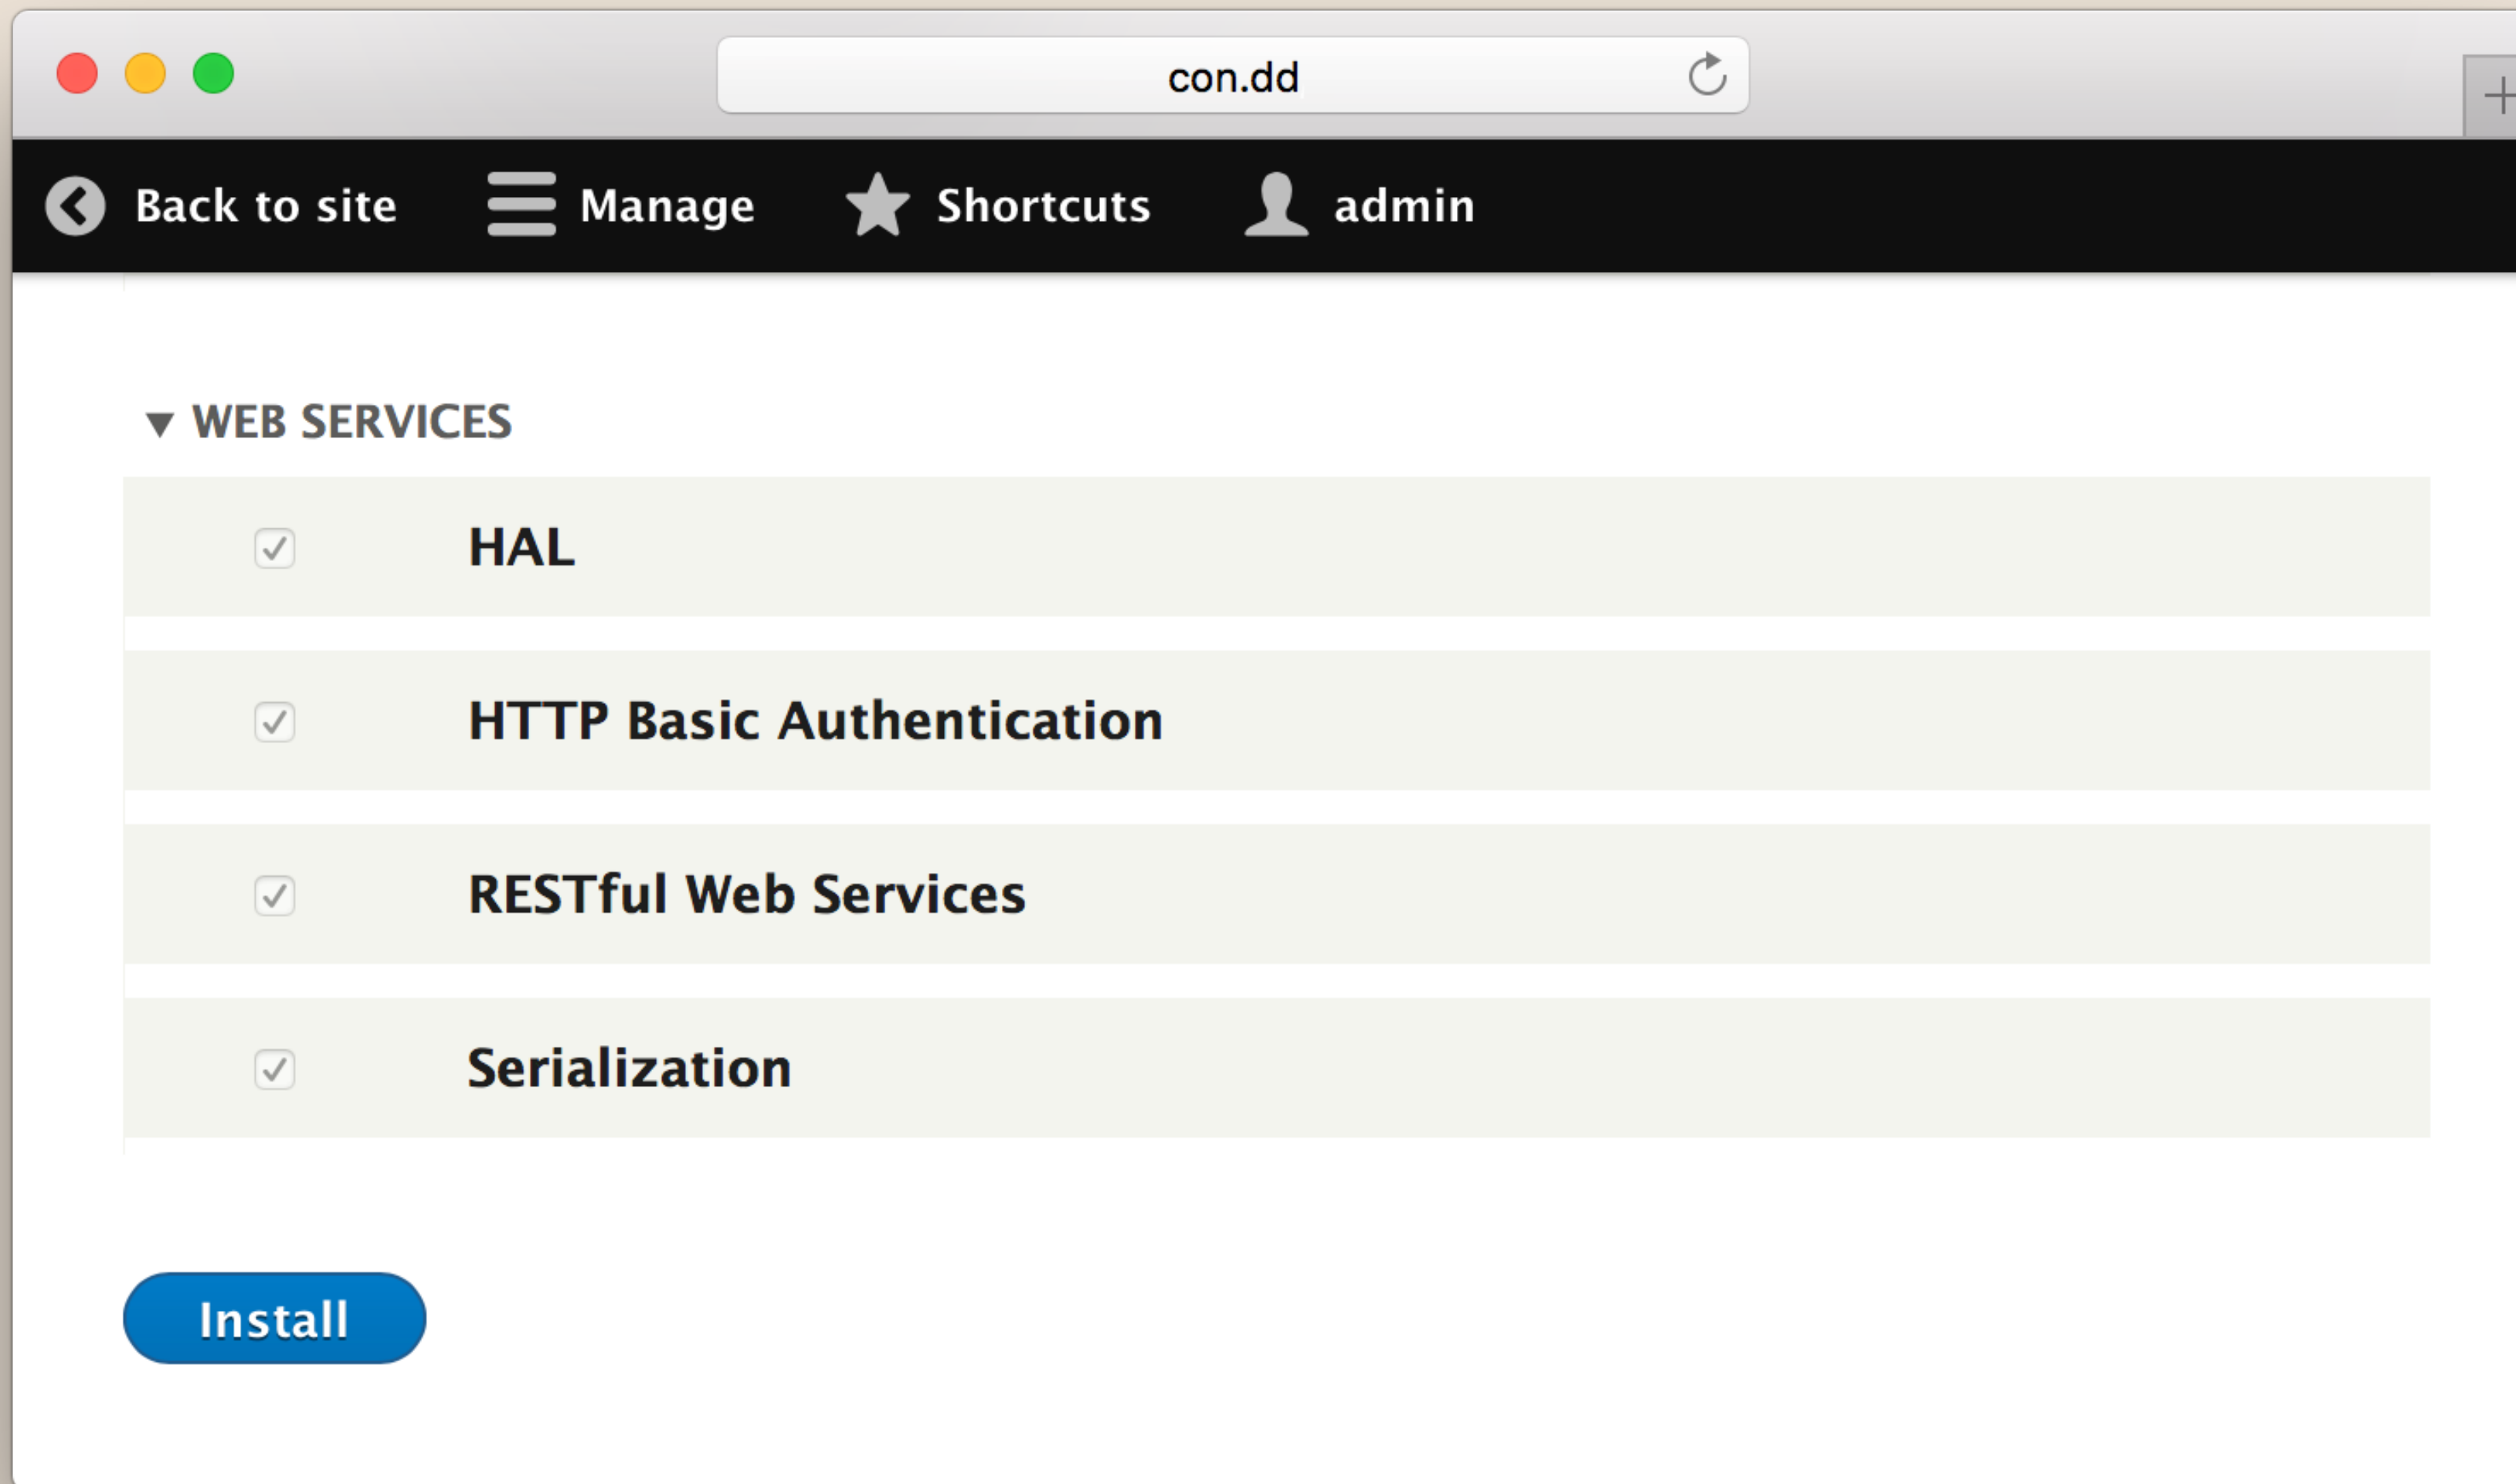 con.dd
Back to site Manage Shortcuts admin
WEB SERVICES
HAL
HTTP Basic Authentication
RESTful Web Services
Serialization
Install